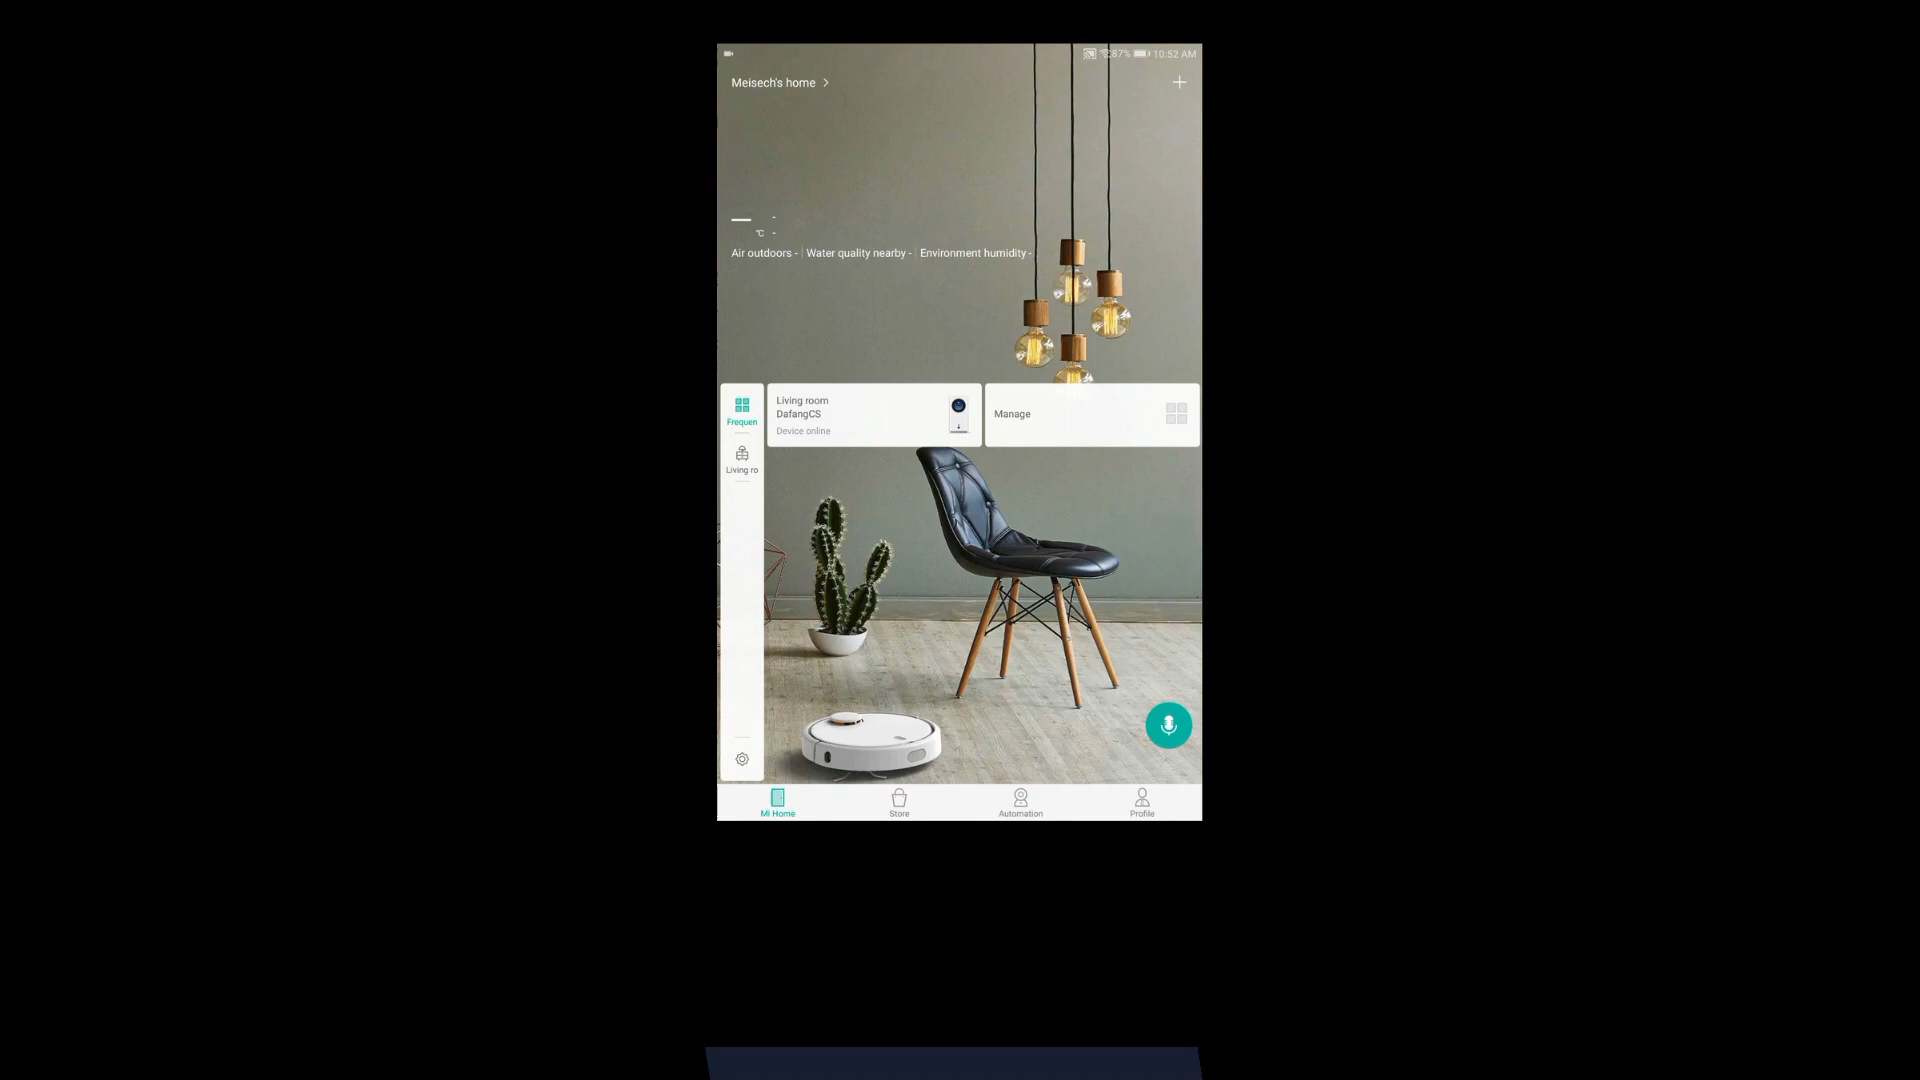 87% 10:52 AM
Meisech's home
°C -
Air outdoors - | Water quality nearby - | Environment humidity -
Frequen
Living room
DafangCS
Device online
Manage
Living ro
Mi Home
Store
Automation
Profile